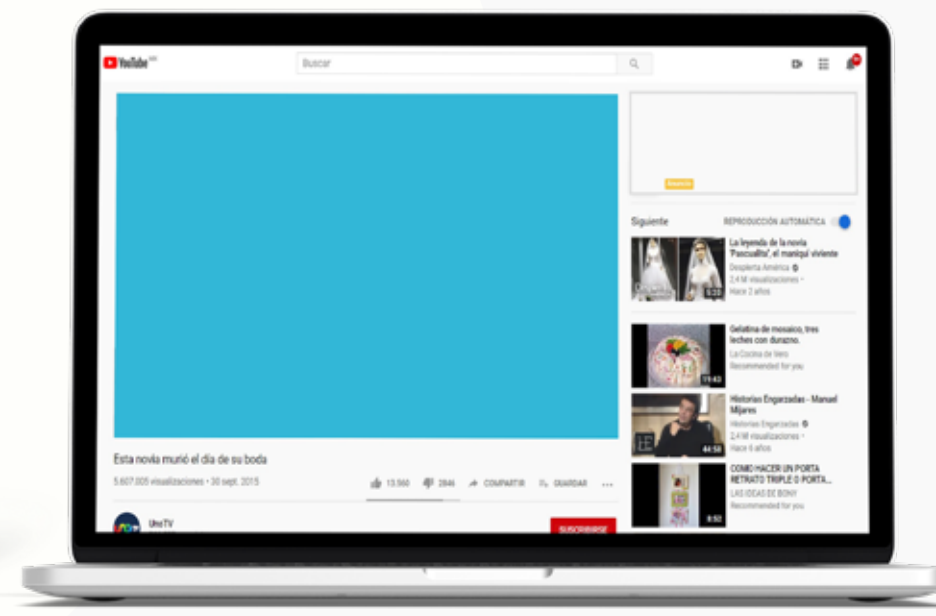 YouTube
Buscar
Siguiente
REPRODUCCIÓN AUTOMÁTICA
La leyenda de la novia
'Pascualita', el maniquí viviente
Despierta América
2,4 M visualizaciones •
Hace 2 años
Gelatina de mosaico, tres
leches con durazno.
La Cocina de Vero
Recommended for you
19:43
Historias Engarzadas - Manuel
Mijares
Historias Engarzadas
2,4 M visualizaciones •
Hace 6 años
HE
44:58
COMO HACER UN PORTA
RETRATO TRIPLE O PORTA...
LAS IDEAS DE BONY
Recommended for you
8:52
Esta novia murió el día de su boda
5.607.005 visualizaciones • 30 sept. 2015
13.560
2846
COMPARTIR
GUARDAR
UnoTV
SUSCRIBIRSE